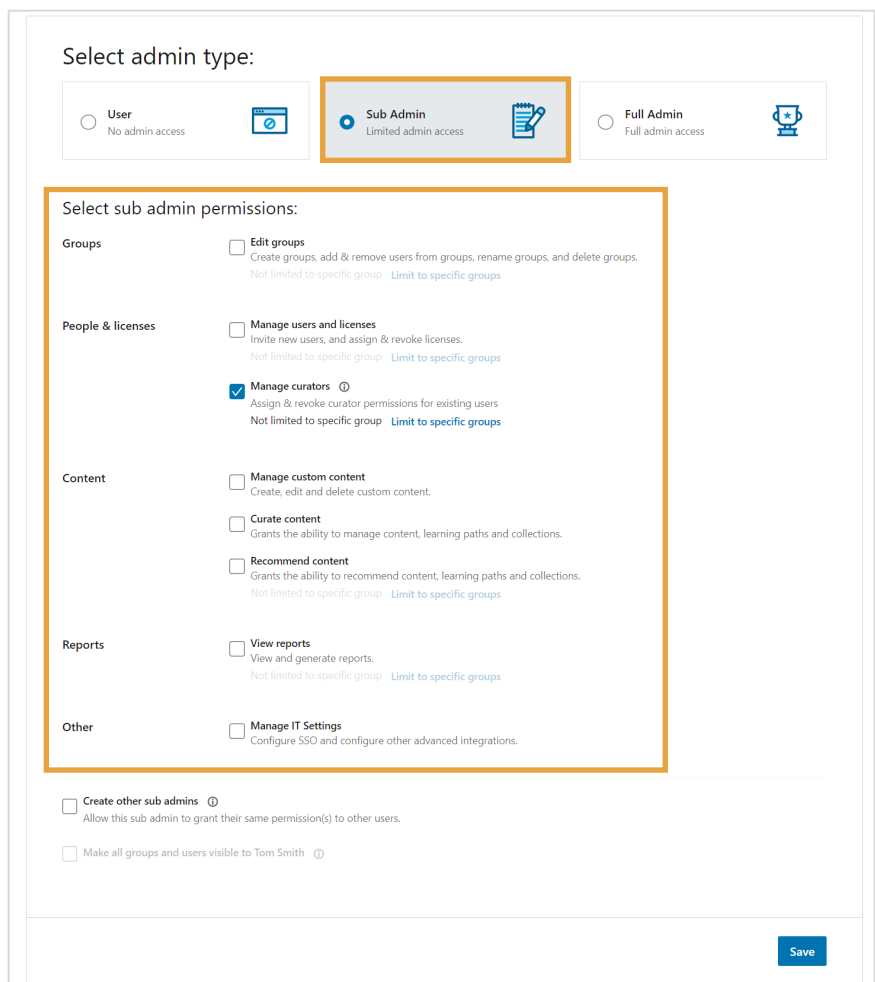 Select admin type:
User
No admin access
Sub Admin
Limited admin access
Full Admin
Full admin access
Select sub admin permissions:
Groups
Edit groups
Create groups, add & remove users from groups, rename groups, and delete groups.
Not limited to specific group Limit to specific groups
People & licenses
Manage users and licenses
Invite new users, and assign & revoke licenses.
Not limited to specific group Limit to specific groups
Manage curators
Assign & revoke curator permissions for existing users
Not limited to specific group Limit to specific groups
Content
Manage custom content
Create, edit and delete custom content.
Curate content
Grants the ability to manage content, learning paths and collections.
Recommend content
Grants the ability to recommend content, learning paths and collections.
Not limited to specific group Limit to specific groups
Reports
View reports
View and generate reports.
Not limited to specific group Limit to specific groups
Other
Manage IT Settings
Configure SSO and configure other advanced integrations.
Create other sub admins
Allow this sub admin to grant their same permission(s) to other users.
Make all groups and users visible to Tom Smith
Save